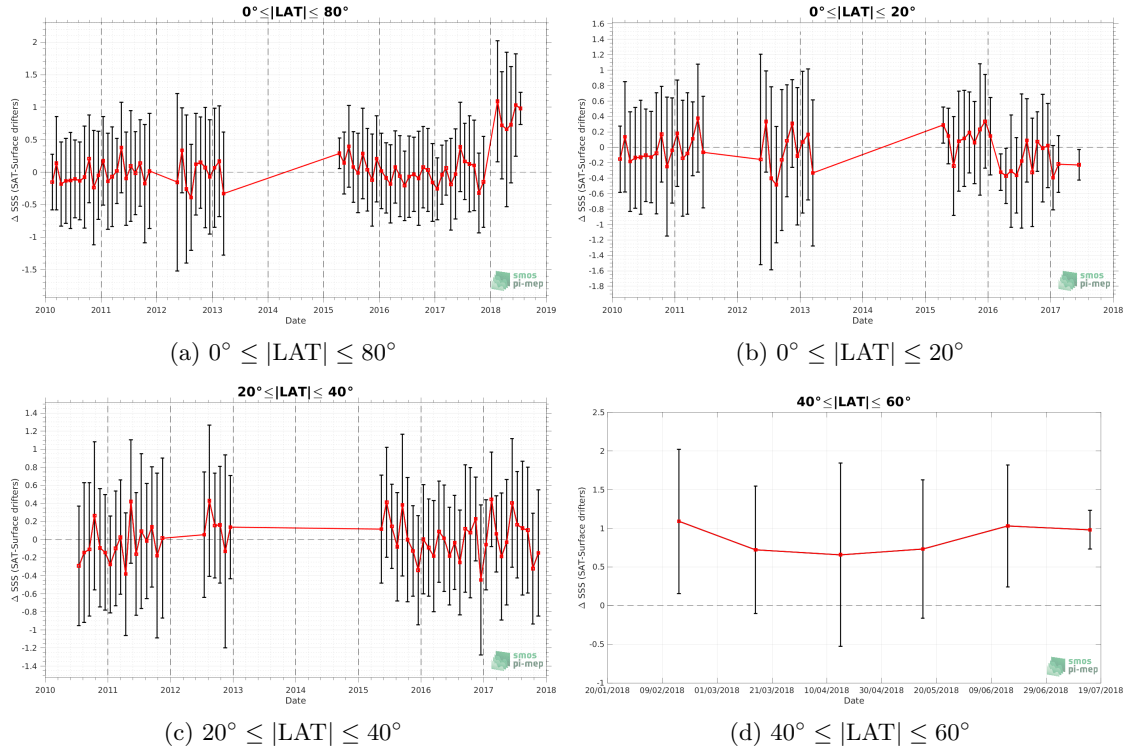 0°≤|LAT|≤ 80°
Δ SSS (SAT-Surface drifters)
2
1.5
1
0.5
0
-0.5
-1
-1.5
2010 2011 2012 2013 2014 2015 2016 2017 2018 2019
Date
smos
pi-mep
(a) 0° ≤ |LAT| ≤ 80°
0°≤|LAT|≤ 20°
Δ SSS (SAT-Surface drifters)
1.6
1.4
1.2
1
0.8
0.6
0.4
0.2
0
-0.2
-0.4
-0.6
-0.8
-1
-1.2
-1.4
-1.6
-1.8
2010 2011 2012 2013 2014 2015 2016 2017 2018
Date
smos
pi-mep
(b) 0° ≤ |LAT| ≤ 20°
20°≤|LAT|≤ 40°
Δ SSS (SAT-Surface drifters)
1.4
1.2
1
0.8
0.6
0.4
0.2
0
-0.2
-0.4
-0.6
-0.8
-1
-1.2
-1.4
2010 2011 2012 2013 2014 2015 2016 2017 2018
Date
smos
pi-mep
(c) 20° ≤ |LAT| ≤ 40°
40°≤|LAT|≤ 60°
Δ SSS (SAT-Surface drifters)
2.5
2
1.5
1
0.5
0
-0.5
-1
20/01/2018 09/02/2018 01/03/2018 21/03/2018 10/04/2018 30/04/2018 20/05/2018 09/06/2018 29/06/2018 19/07/2018
Date
smos
pi-mep
(d) 40° ≤ |LAT| ≤ 60°